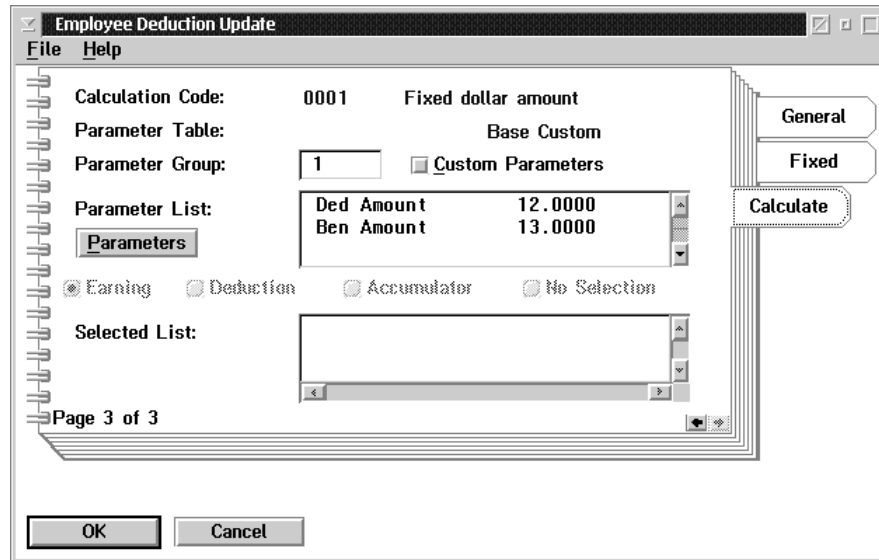 Employee Deduction Update
File Help
Calculation Code: 0001 Fixed dollar amount
Parameter Table: Base Custom
Parameter Group: 1 Custom Parameters
Parameter List: Ded Amount 12.0000
Ben Amount 13.0000
Parameters
Earning Deduction Accumulator No Selection
Selected List:
Page 3 of 3
General
Fixed
Calculate
OK Cancel